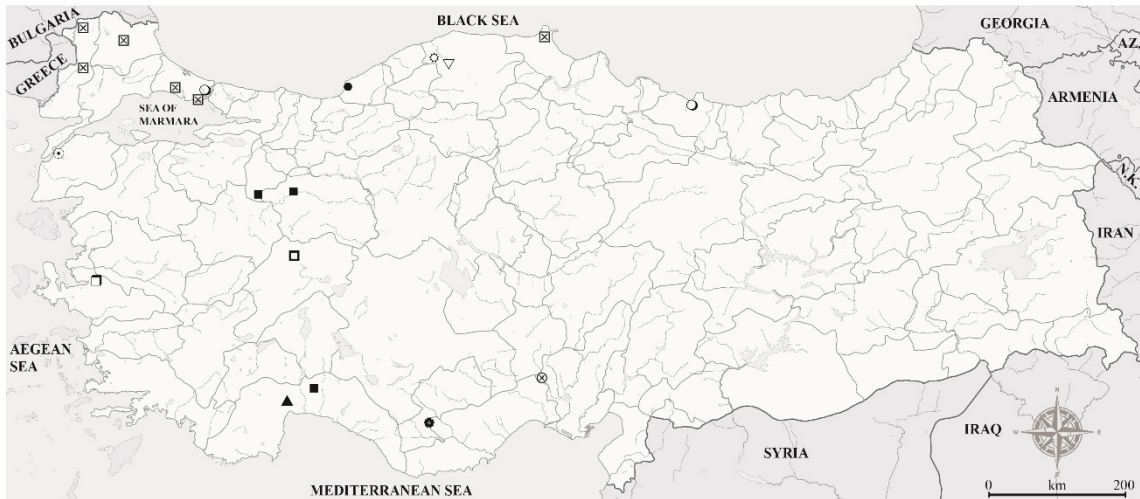 BULGARIA
GREECE
BLACK SEA
GEORGIA
AZ.
ARMENIA
SEA OF
MARMARA
N.K.
IRAN
AEGEAN
SEA
N
W
E
S
IRAQ
SYRIA
MEDITERRANEAN SEA
0 km 200